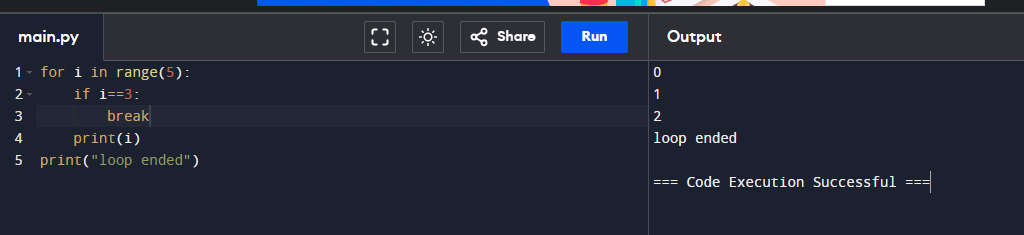 main.py
Share
Run
Output
1 for i in range(5):
2     if i==3:
3         break
4     print(i)
5 print("loop ended")
0
1
2
loop ended
=== Code Execution Successful ===